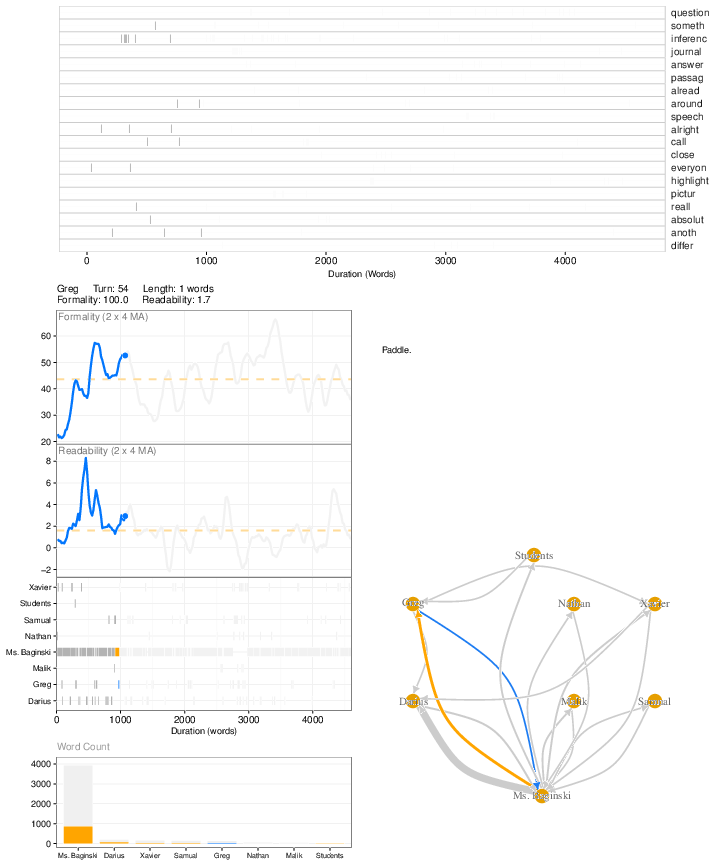 question
someth
inferenc
journal
answer
passag
alread
around
speech
alright
call
close
everyon
highlight
pictur
reall
absolut
anoth
differ
0 1000 2000 3000 4000
Duration (Words)
Greg Turn: 54 Length: 1 words
Formality: 100.0 Readability: 1.7
Formality (2 x 4 MA)
60
50
40
30
20
Paddle.
Readability (2 x 4 MA)
8
6
4
2
0
−2
Xavier
Students
Samual
Nathan
Ms. Baginski
Malik
Greg
Darius
0 1000 2000 3000 4000
Duration (words)
Students
Greg Nathan Xavier
Darius Malik Samual
Ms. Baginski
Word Count
4000
3000
2000
1000
0
Ms. Baginski Darius Xavier Samual Greg Nathan Malik Students